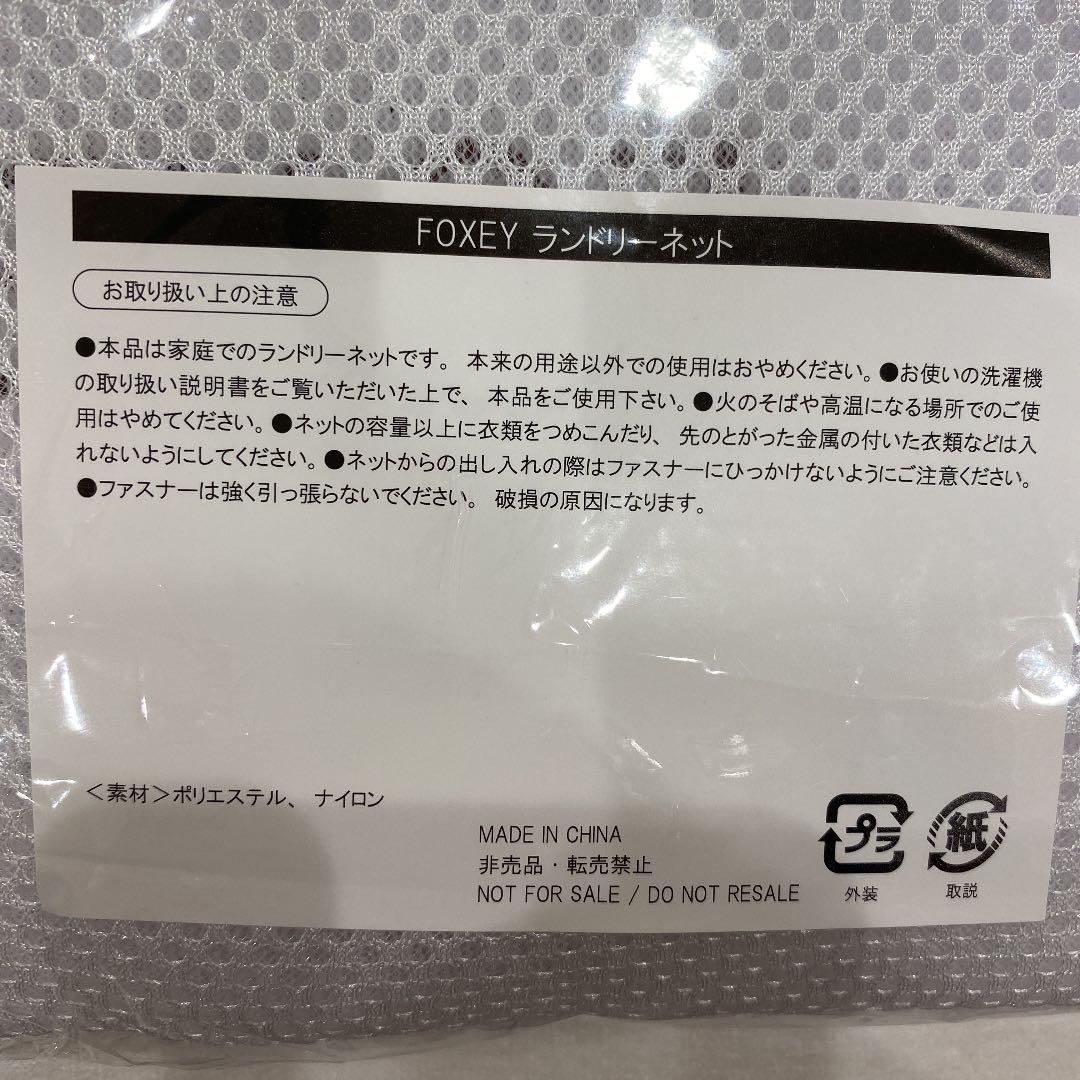 FOXEY ランドリーネット
お取り扱い上の注意
●本品は家庭でのランドリーネットです。 本来の用途以外での使用はおやめください。●お使いの洗濯機
の取り扱い説明書をご覧いただいた上で、 本品をご使用下さい。●火のそばや高温になる場所でのご使
用はやめてください。●ネットの容量以上に衣類をつめこんだり、 先のとがった金属の付いた衣類などは入
れないようにしてください。●ネットからの出し入れの際はファスナーにひっかけないようにご注意ください。
●ファスナーは強く引っ張らないでください。 破損の原因になります。
＜素材＞ポリエステル、 ナイロン
MADE IN CHINA
非売品・転売禁止
NOT FOR SALE / DO NOT RESALE
プラ
外装
紙
取説